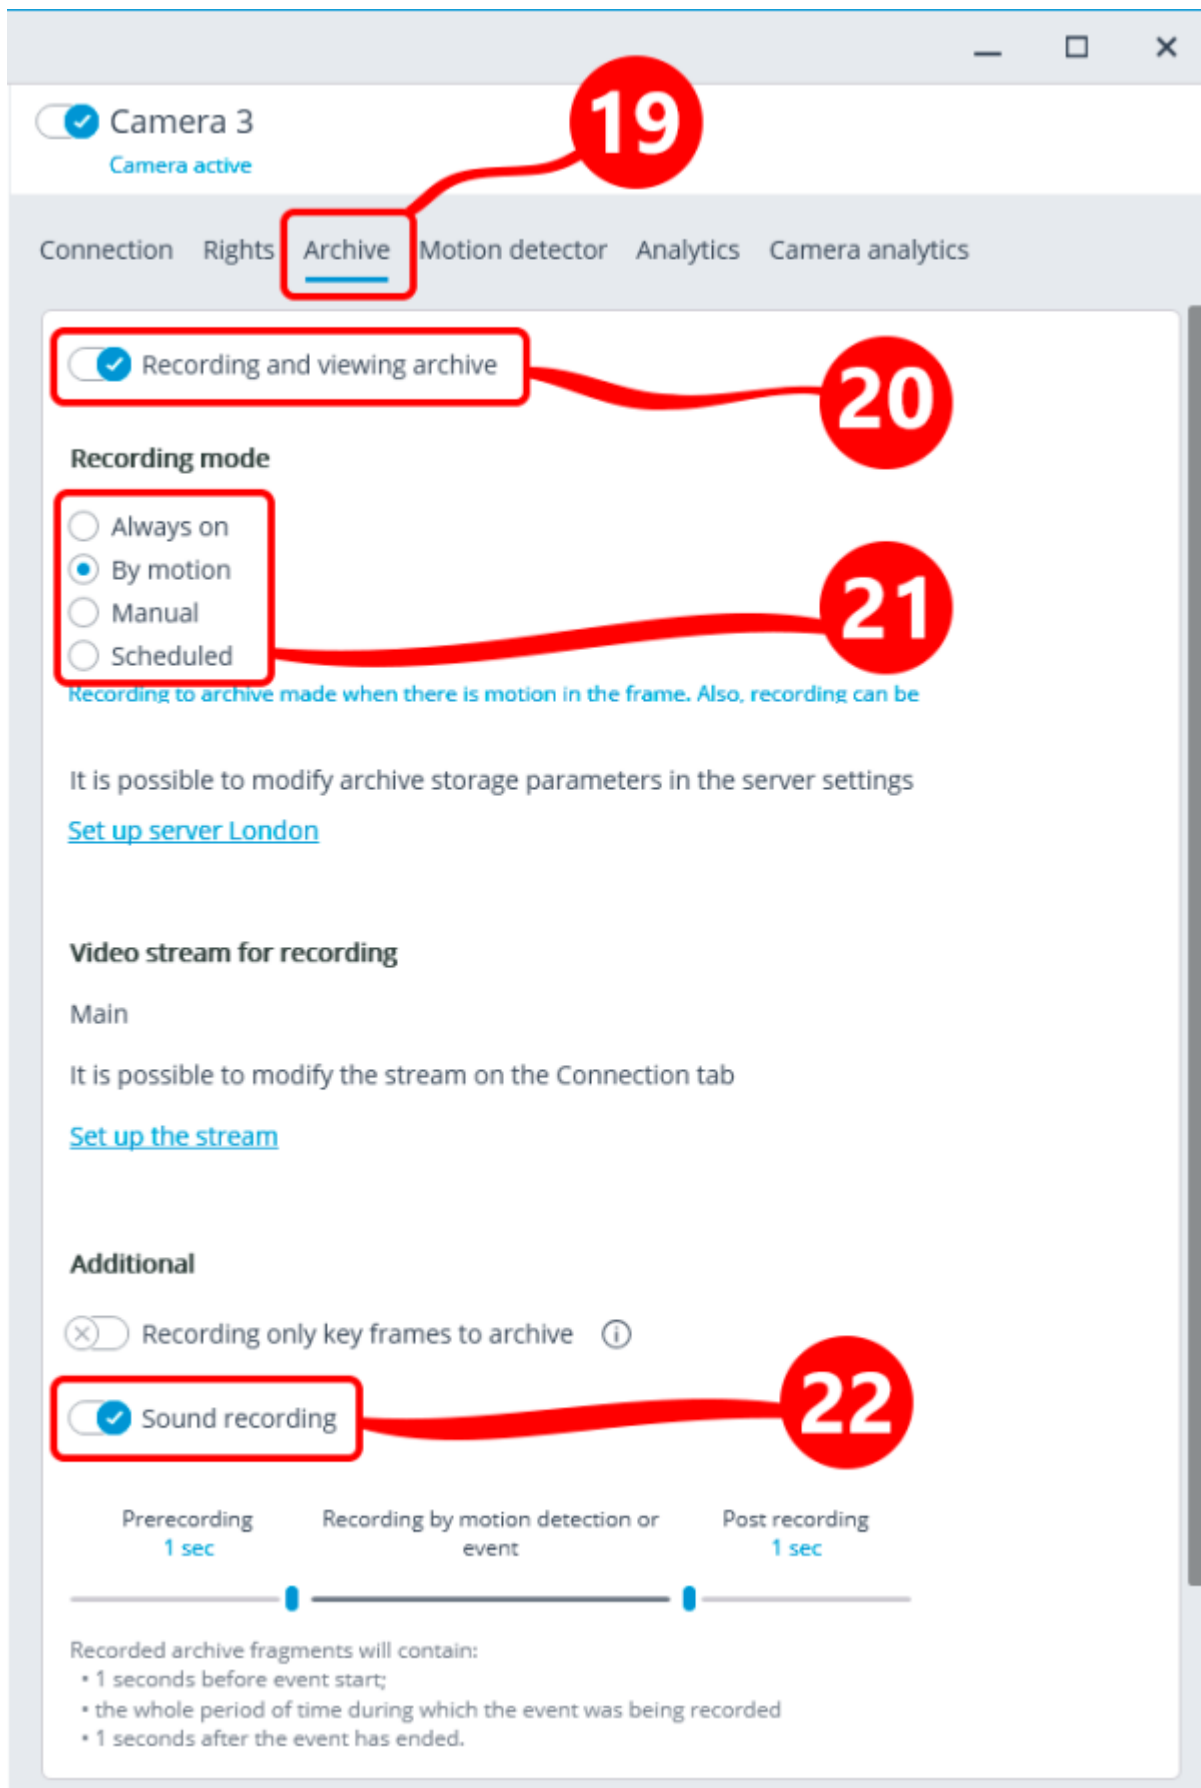 19
Camera 3
Camera active
Connection Rights Archive Motion detector Analytics Camera analytics
Recording and viewing archive
20
Recording mode
Always on
By motion
Manual
21
Scheduled
Recording to archive made when there is motion in the frame. Also, recording can be
It is possible to modify archive storage parameters in the server settings
Set up server London
Video stream for recording
Main
It is possible to modify the stream on the Connection tab
Set up the stream
Additional
Recording only key frames to archive
Sound recording
22
Prerecording Recording by motion detection or Post recording
1 sec event 1 sec
Recorded archive fragments will contain:
• 1 seconds before event start;
• the whole period of time during which the event was being recorded
• 1 seconds after the event has ended.